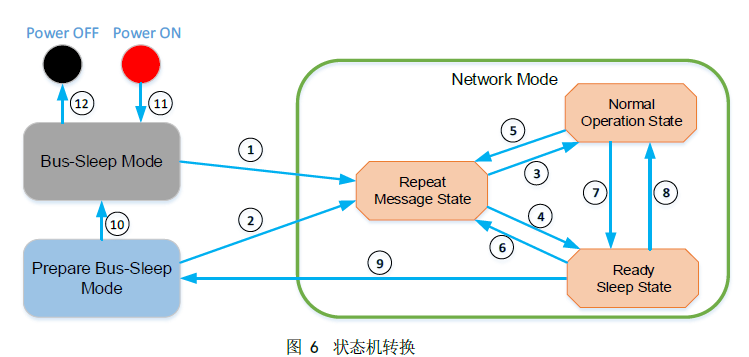 Power OFF
Power ON
Network Mode
12
11
Normal
Operation State
5
Bus-Sleep Mode
1
3
Repeat
Message State
7
8
10
2
4
6
Prepare Bus-Sleep
Mode
9
Ready
Sleep State
图 6 状态机转换